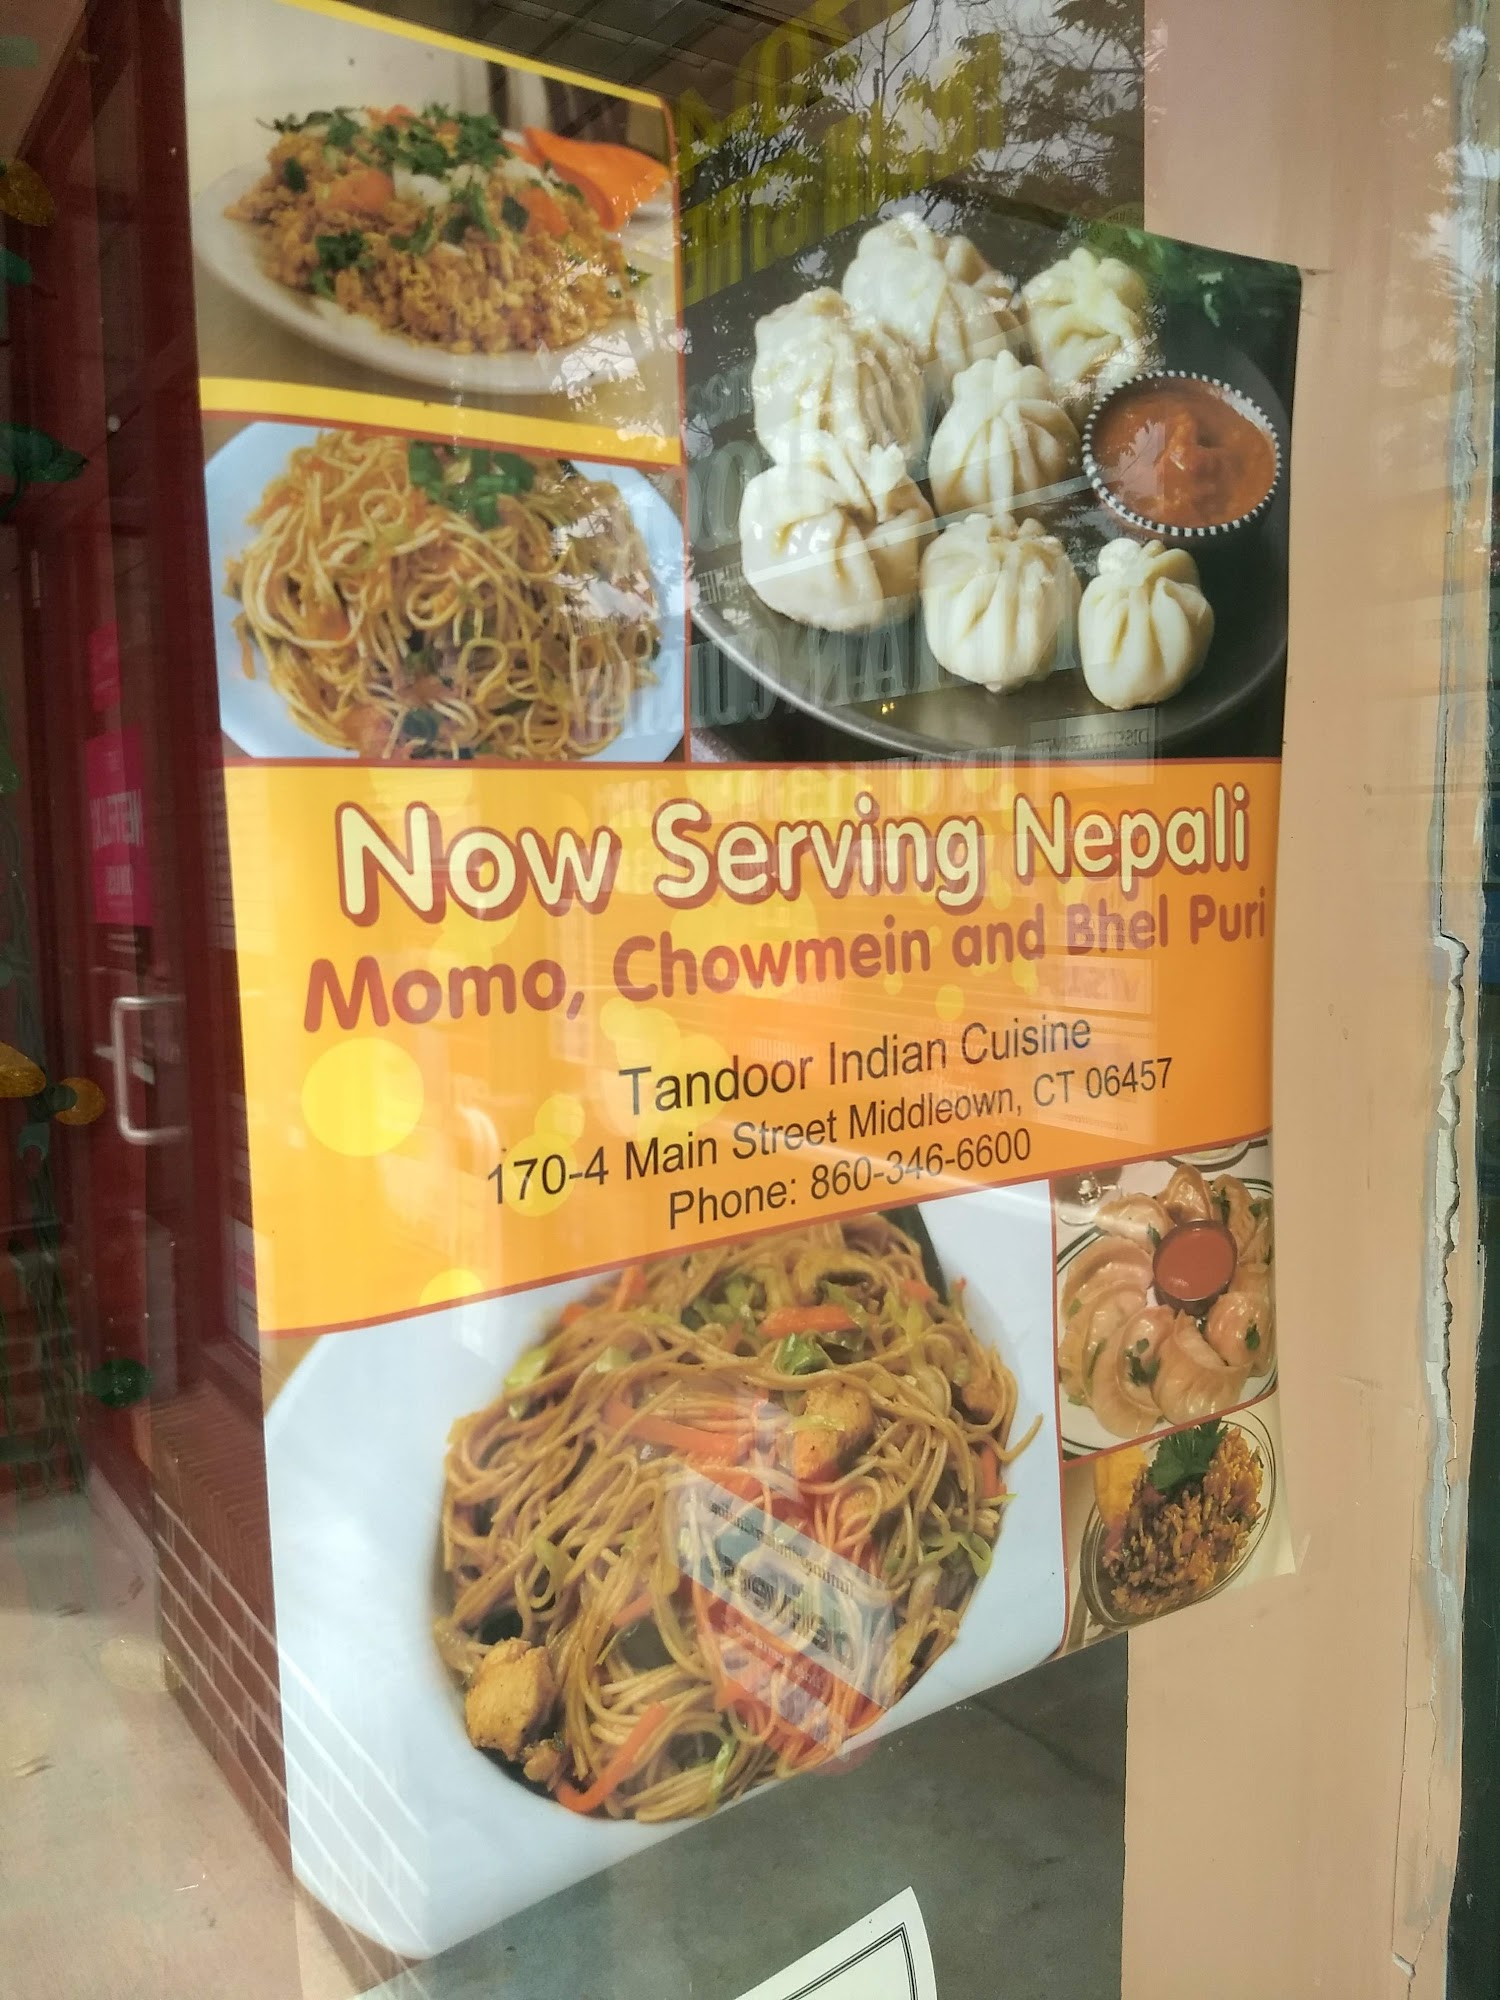 Now Serving Nepali
Momo, Chowmein and Bhel Puri
Tandoor Indian Cuisine
170-4 Main Street Middleown, CT 06457
Phone: 860-346-6600